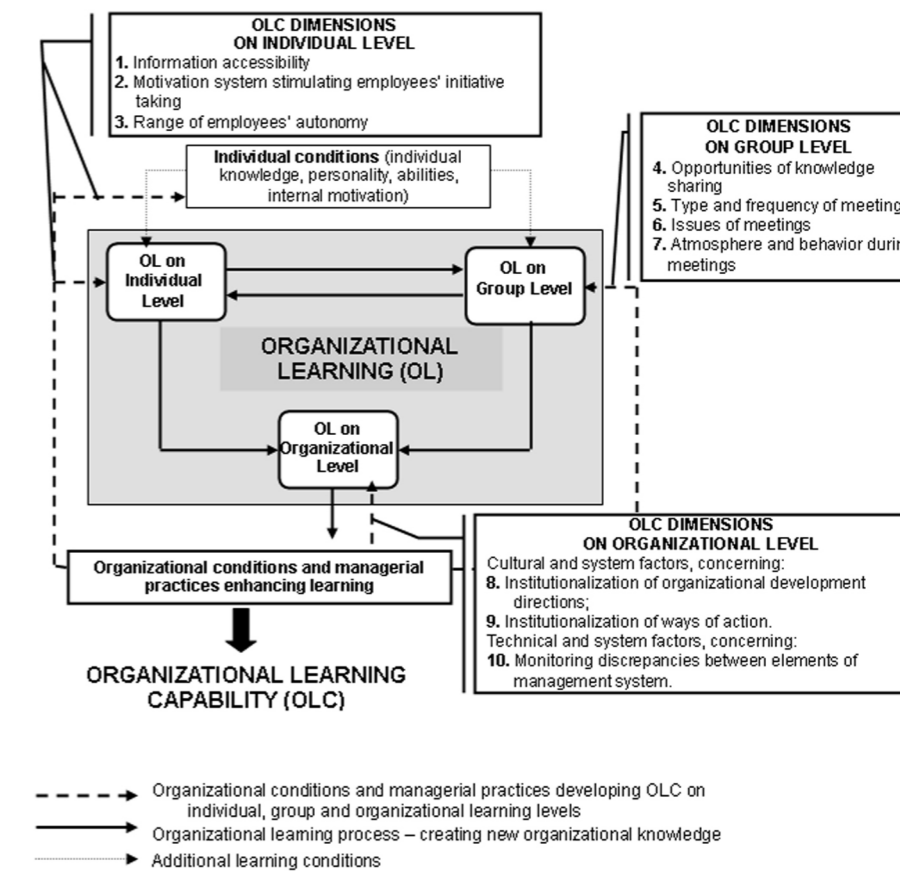 OLC DIMENSIONS
ON INDIVIDUAL LEVEL
1. Information accessibility
2. Motivation system stimulating employees' initiative
taking
3. Range of employees' autonomy
Individual conditions (individual
knowledge, personality, abilities,
internal motivation)
OLC DIMENSIONS
ON GROUP LEVEL
4. Opportunities of knowledge
sharing
5. Type and frequency of meeting
6. Issues of meetings
7. Atmosphere and behavior durin
meetings
OL on
Individual
Level
OL on
Group Level
ORGANIZATIONAL
LEARNING (OL)
OL on
Organizational
Level
OLC DIMENSIONS
ON ORGANIZATIONAL LEVEL
Cultural and system factors, concerning:
8. Institutionalization of organizational development
directions;
9. Institutionalization of ways of action.
Technical and system factors, concerning:
10. Monitoring discrepancies between elements of
management system.
Organizational conditions and managerial
practices enhancing learning
ORGANIZATIONAL LEARNING
CAPABILITY (OLC)
Organizational conditions and managerial practices developing OLC on
individual, group and organizational learning levels
Organizational learning process – creating new organizational knowledge
Additional learning conditions